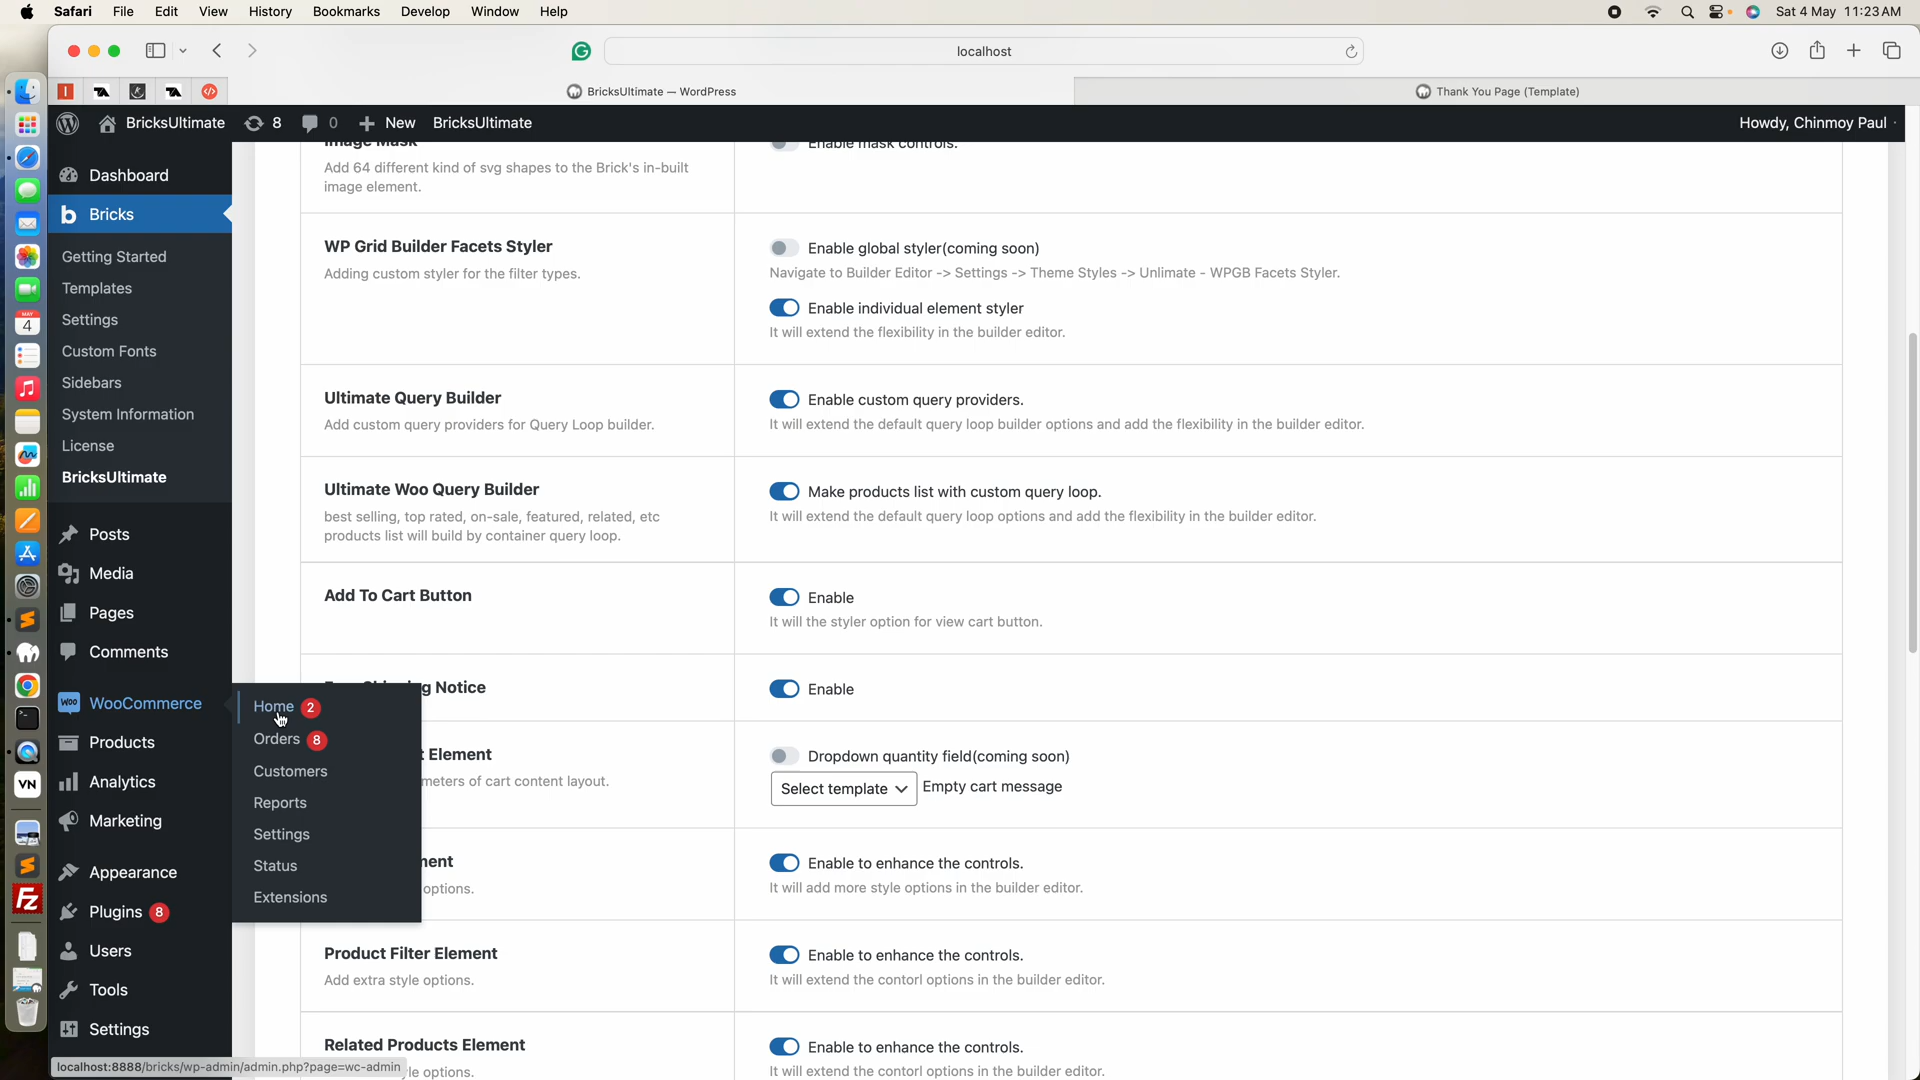 Safari File Edit View History Bookmarks Develop Window Help
Sat 4 May 11:23 AM
localhost
BricksUltimate — WordPress
Thank You Page (Template)
BricksUltimate 8 0 New BricksUltimate
Howdy, Chinmoy Paul
Dashboard
Bricks
Getting Started
Templates
Settings
Custom Fonts
Sidebars
System Information
License
BricksUltimate
Posts
Media
Pages
Comments
WooCommerce
Products
Analytics
Marketing
Appearance
Plugins 8
Users
Tools
Settings
Home 2
Orders 8
Customers
Reports
Settings
Status
Extensions
Image Mask
Add 64 different kind of svg shapes to the Brick's in-built
image element.
Enable mask controls.
WP Grid Builder Facets Styler
Adding custom styler for the filter types.
Enable global styler(coming soon)
Navigate to Builder Editor -> Settings -> Theme Styles -> Unlimate - WPGB Facets Styler.
Enable individual element styler
It will extend the flexibility in the builder editor.
Ultimate Query Builder
Add custom query providers for Query Loop builder.
Enable custom query providers.
It will extend the default query loop builder options and add the flexibility in the builder editor.
Ultimate Woo Query Builder
best selling, top rated, on-sale, featured, related, etc
products list will build by container query loop.
Make products list with custom query loop.
It will extend the default query loop options and add the flexibility in the builder editor.
Add To Cart Button
Enable
It will the styler option for view cart button.
g Notice
Enable
t Element
meters of cart content layout.
Dropdown quantity field(coming soon)
Select template Empty cart message
ment
options.
Enable to enhance the controls.
It will add more style options in the builder editor.
Product Filter Element
Add extra style options.
Enable to enhance the controls.
It will extend the contorl options in the builder editor.
Related Products Element
le options.
Enable to enhance the controls.
It will extend the contorl options in the builder editor.
localhost:8888/bricks/wp-admin/admin.php?page=wc-admin
MAY
4
woo
VN
Fz